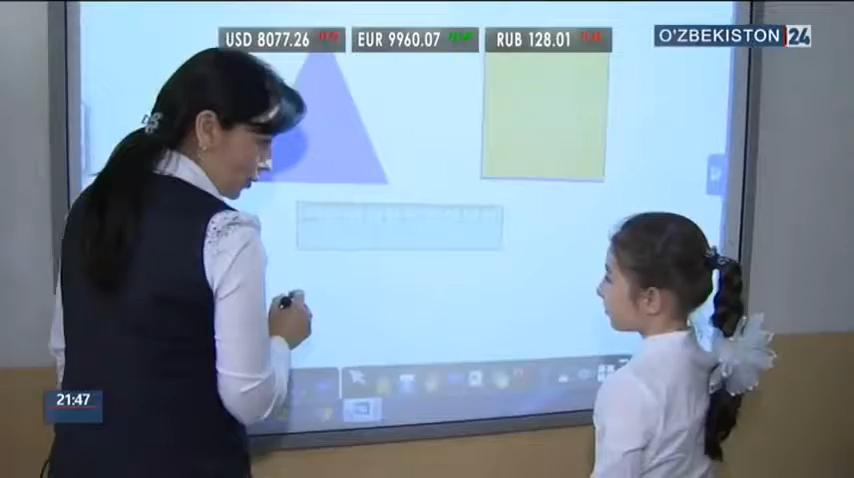 USD 8077.26
EUR 9960.07
RUB 128.01
O'ZBEKISTON 24
21:47